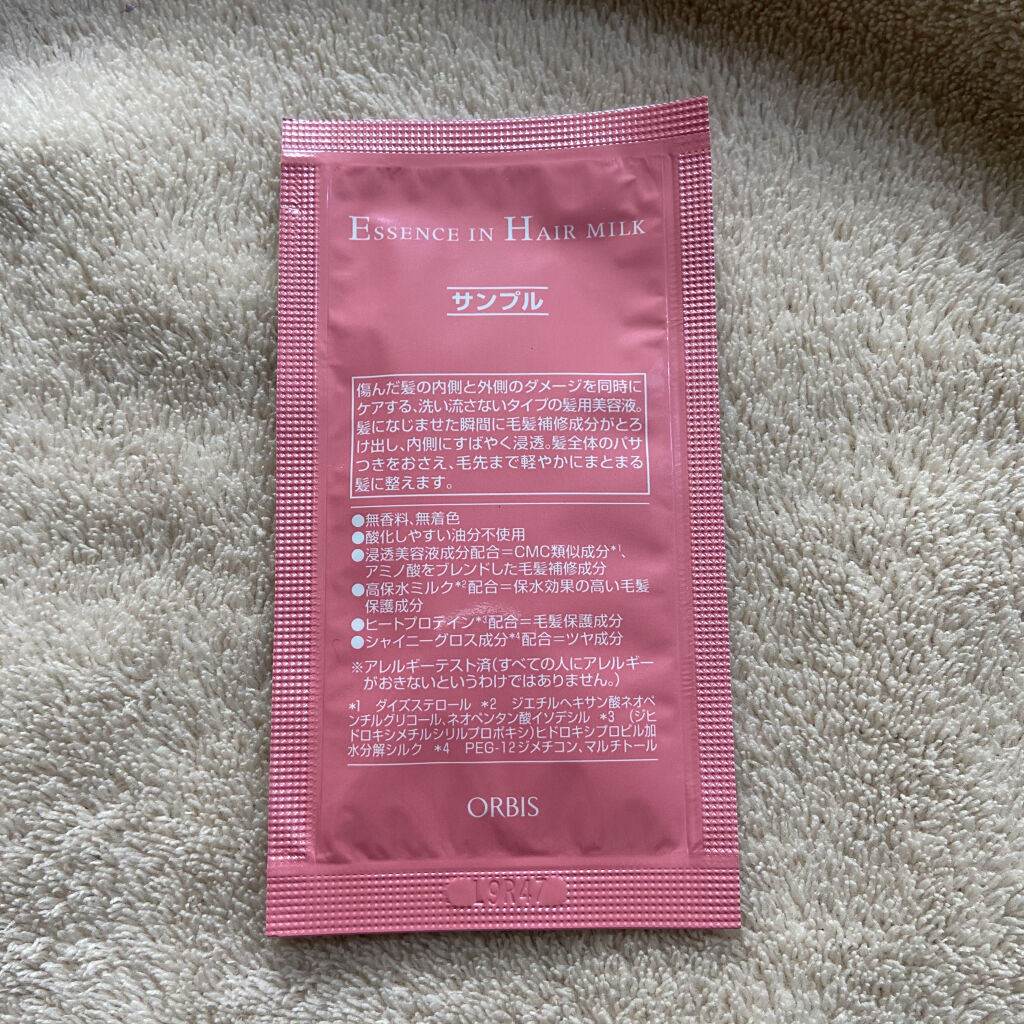 ESSENCE IN HAIR MILK
サンプル
傷んだ髪の内側と外側のダメージを同時に
ケアする、洗い流さないタイプの髪用美容液。
髪になじませた瞬間に毛髪補修成分がとろ
け出し、内側にすばやく浸透。髪全体のパサ
つきをおさえ、毛先まで軽やかにまとまる
髪に整えます。
●無香料、無着色
●酸化しやすい油分不使用
●浸透美容液成分配合＝CMC類似成分*1、
アミノ酸をブレンドした毛髪補修成分
●高保水ミルク*2配合＝保水効果の高い毛髪
保護成分
●ヒートプロテイン*3配合＝毛髪保護成分
●シャイニーグロス成分*4配合＝ツヤ成分
※アレルギーテスト済(すべての人にアレルギー
がおきないというわけではありません。)
*1 ダイズステロール *2 ジエチルヘキサン酸ネオペ
ンチルグリコール、ネオペンタン酸イソデシル *3 (ジヒ
ドロキシメチルシリルプロポキシ)ヒドロキシプロピル加
水分解シルク *4 PEG-12ジメチコン、マルチトール
ORBIS
19R47